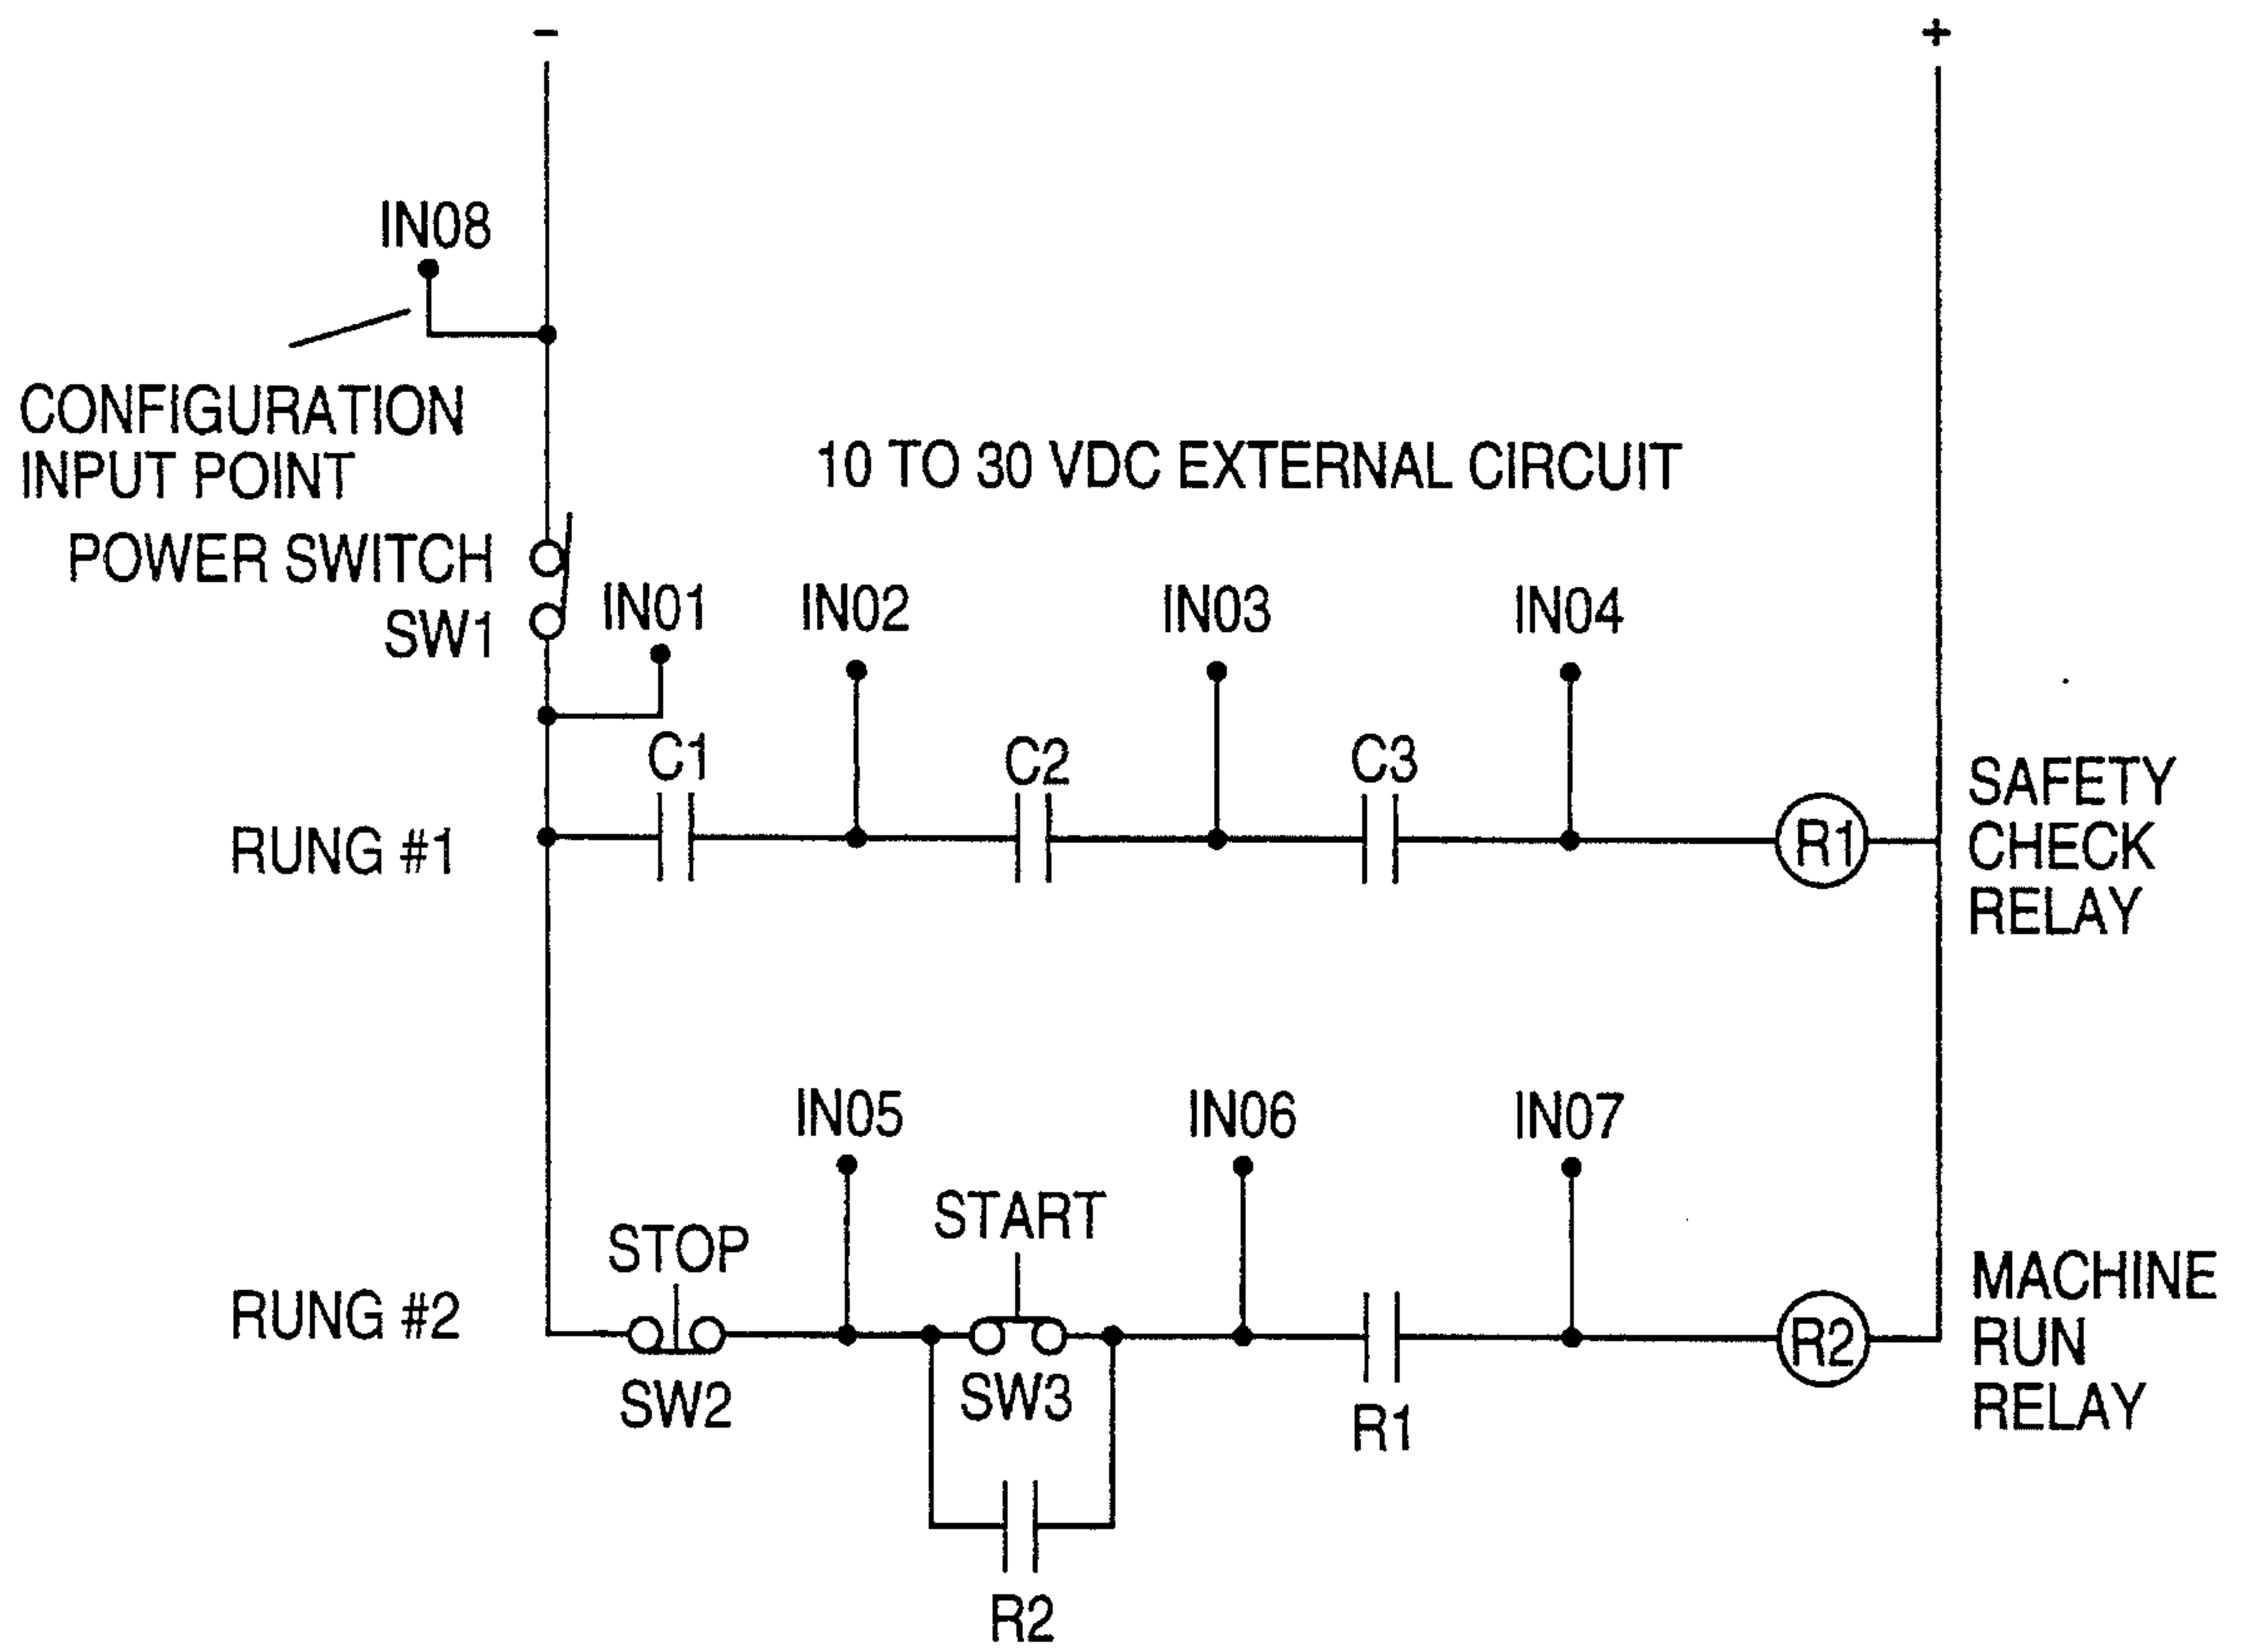 - +
IN08
CONFIGURATION
INPUT POINT
10 TO 30 VDC EXTERNAL CIRCUIT
POWER SWITCH
SW1
IN01
IN02
IN03
IN04
C1
C2
C3
RUNG #1
R1
SAFETY
CHECK
RELAY
IN05
IN06
IN07
START
STOP
RUNG #2
SW2
SW3
R1
R2
MACHINE
RUN
RELAY
R2